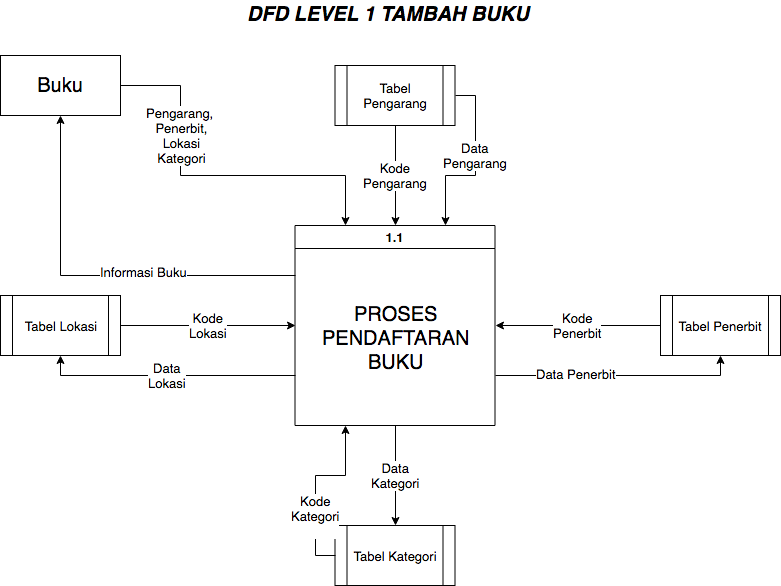 DFD LEVEL 1 TAMBAH BUKU
Buku
Pengarang,
Penerbit,
Lokasi
Kategori
Tabel
Pengarang
Kode
Pengarang
Data
Pengarang
1.1
Informasi Buku
PROSES
PENDAFTARAN
BUKU
Tabel Lokasi
Kode
Lokasi
Data
Lokasi
Kode
Penerbit
Tabel Penerbit
Data Penerbit
Data
Kategori
Kode
Kategori
Tabel Kategori